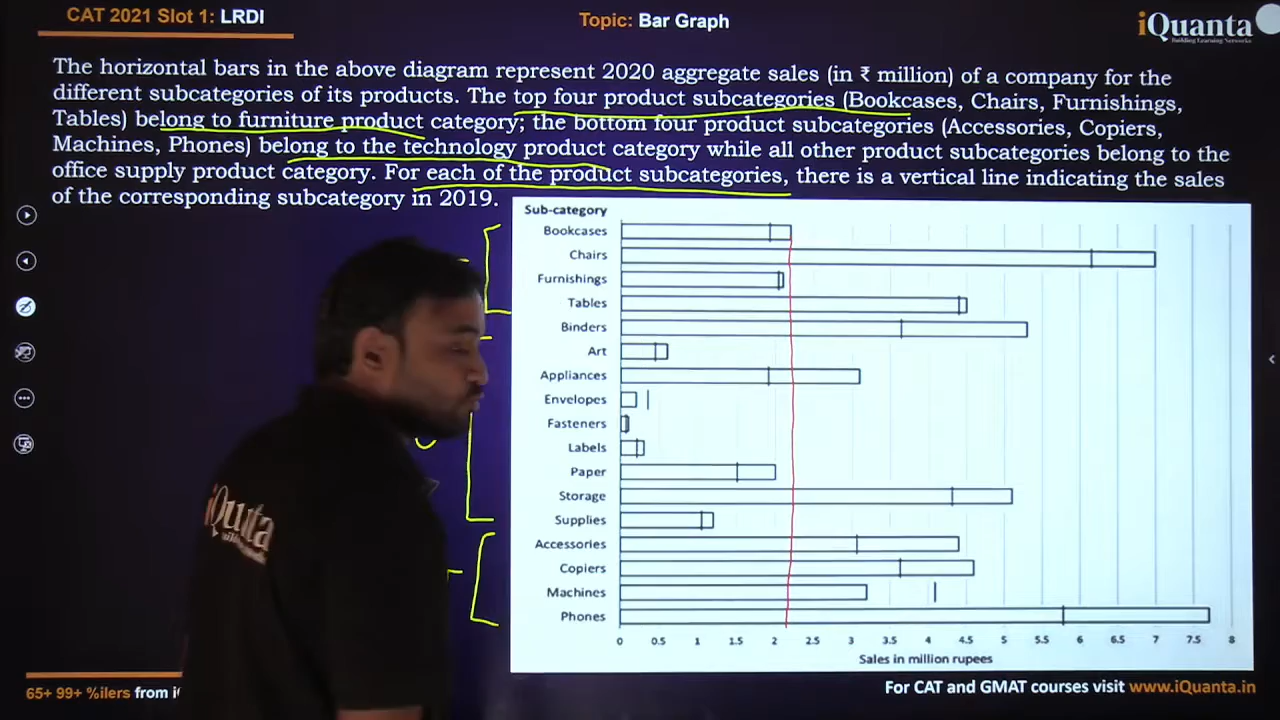 CAT 2021 Slot 1: LRDI
Topic: Bar Graph
iQuanta
Building Learning Networks
The horizontal bars in the above diagram represent 2020 aggregate sales (in ₹ million) of a company for the
different subcategories of its products. The top four product subcategories (Bookcases, Chairs, Furnishings,
Tables) belong to furniture product category; the bottom four product subcategories (Accessories, Copiers,
Machines, Phones) belong to the technology product category while all other product subcategories belong to the
office supply product category. For each of the product subcategories, there is a vertical line indicating the sales
of the corresponding subcategory in 2019.
Sub-category
Bookcases
Chairs
Furnishings
Tables
Binders
Art
Appliances
Envelopes
Fasteners
Labels
Paper
Storage
Supplies
Accessories
Copiers
Machines
Phones
0 0.5 1 1.5 2 2.5 3 3.5 4 4.5 5 5.5 6 6.5 7 7.5 8
Sales in million rupees
iQuanta
65+ 99+ %ilers from
For CAT and GMAT courses visit www.iQuanta.in